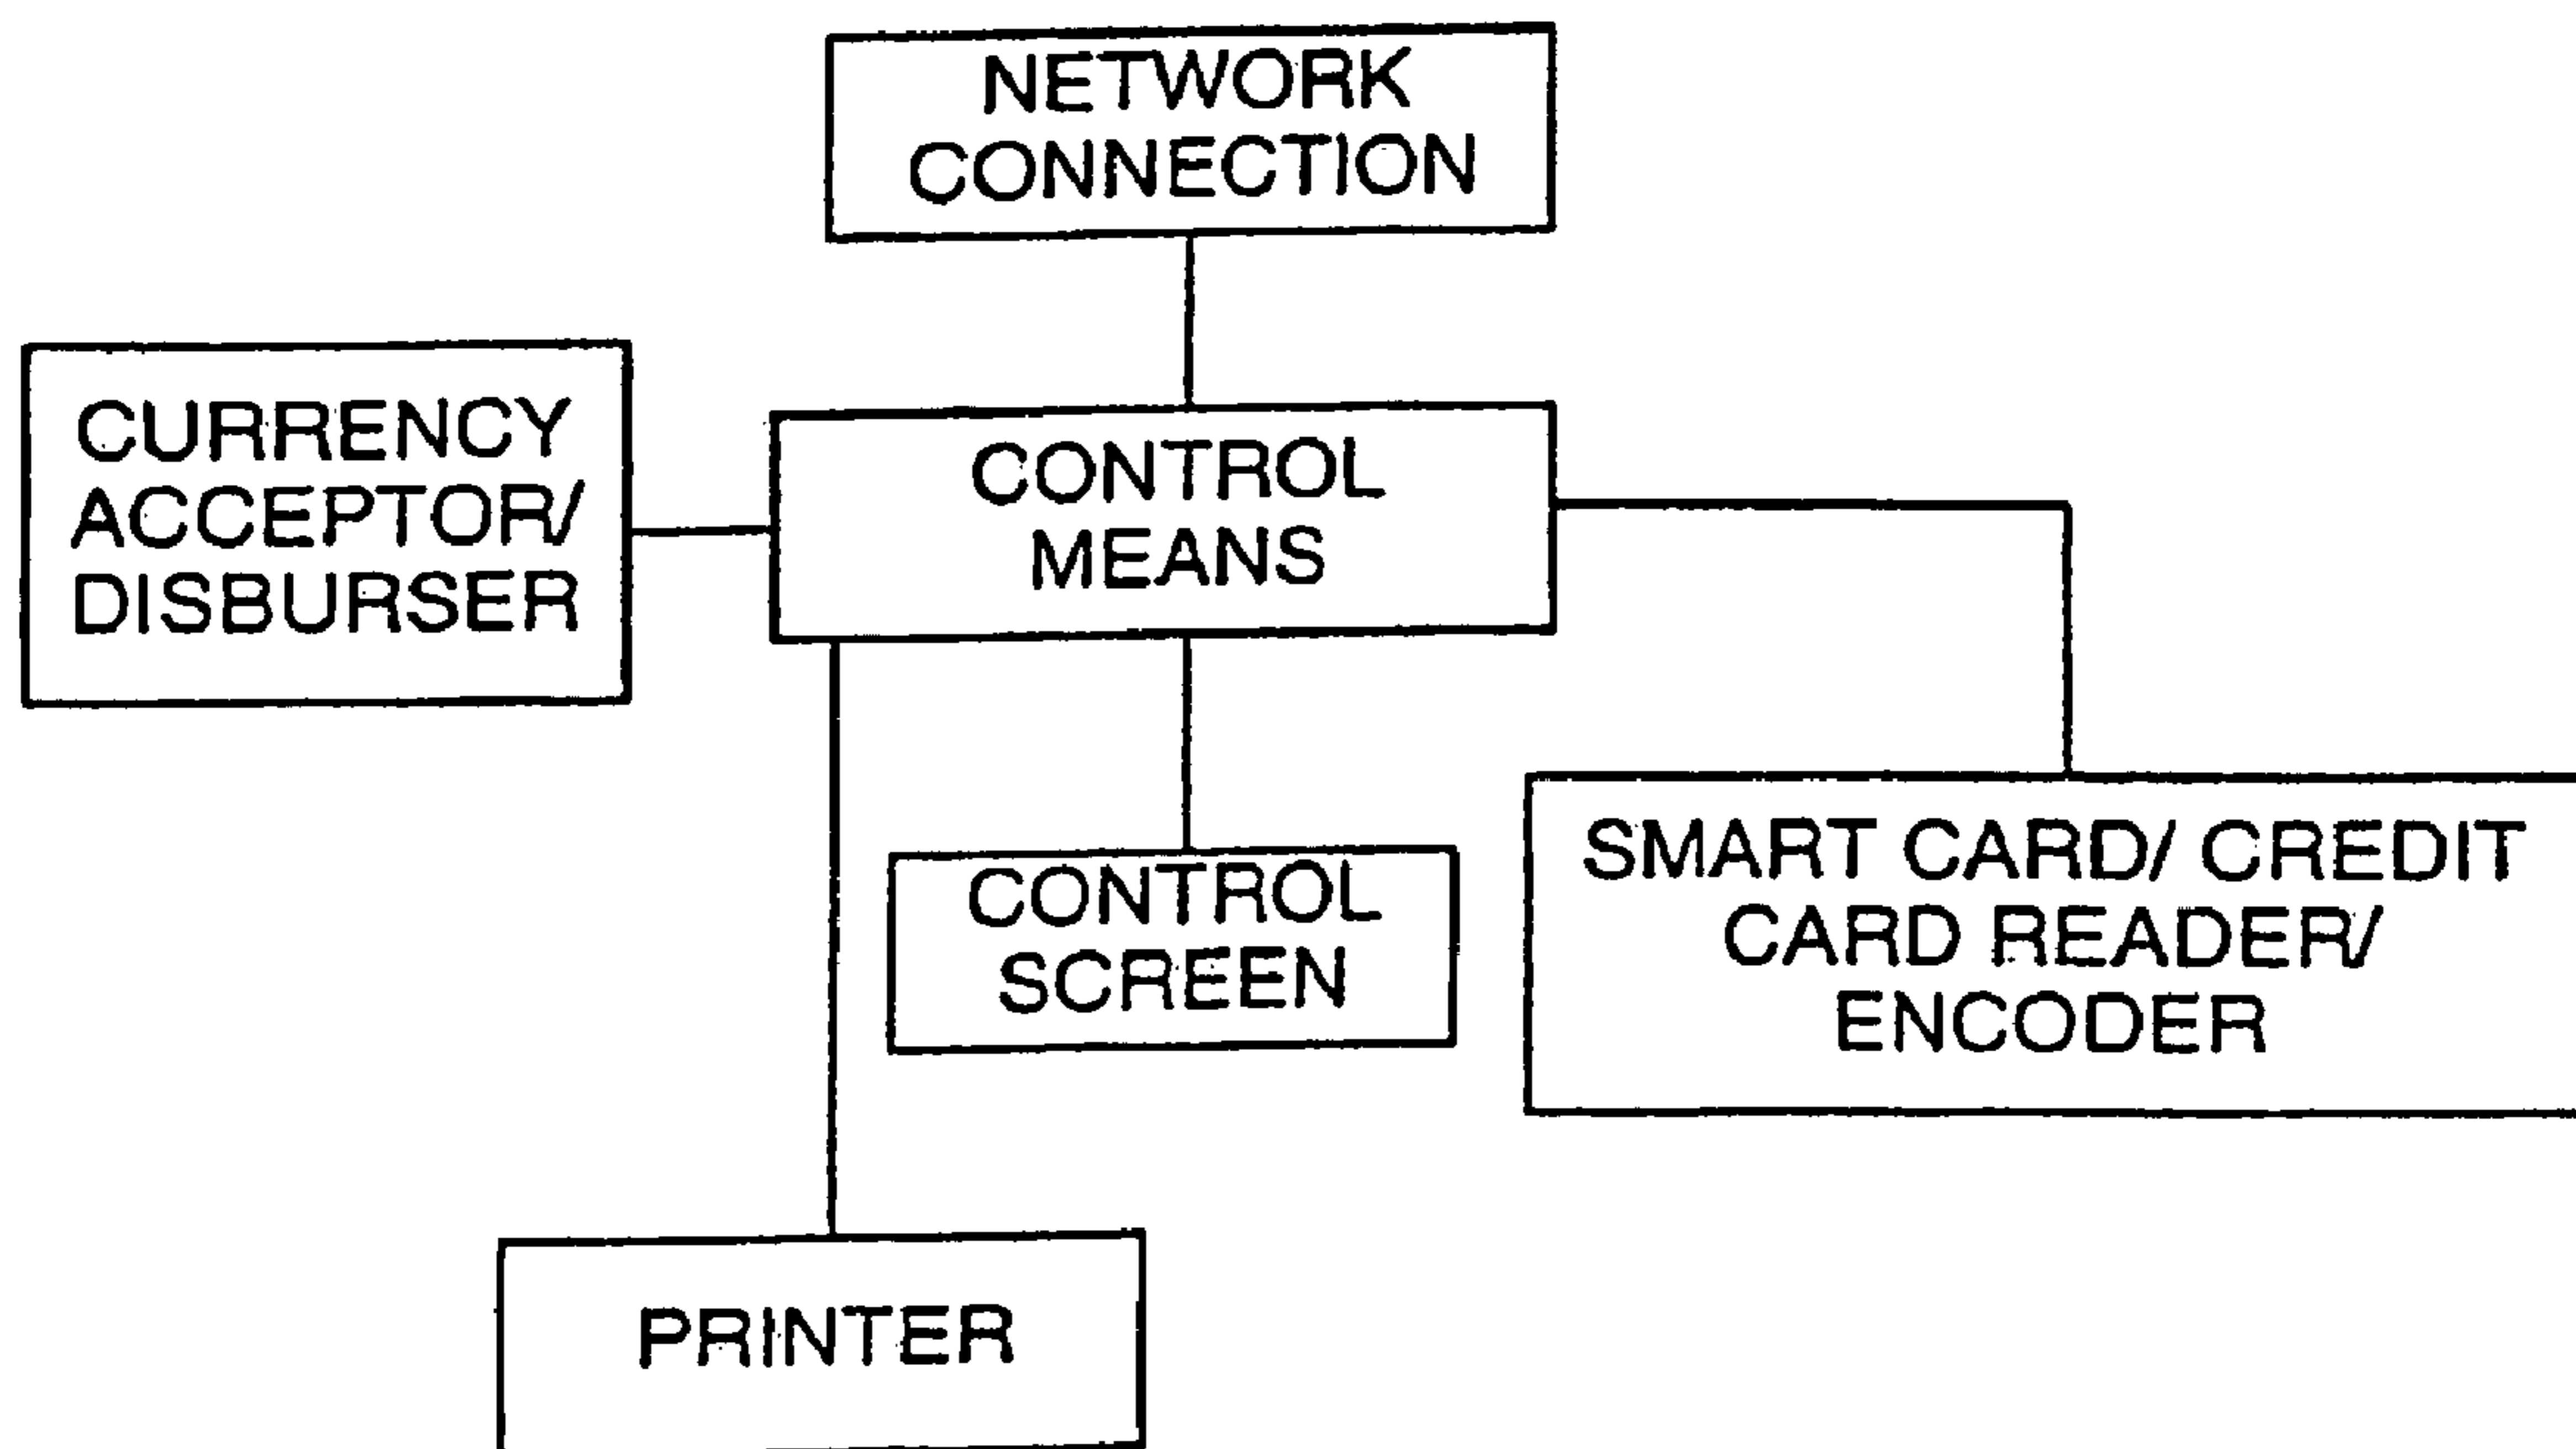 NETWORK
CONNECTION
CURRENCY
ACCEPTOR/
DISBURSER
CONTROL
MEANS
CONTROL
SCREEN
SMART CARD/ CREDIT
CARD READER/
ENCODER
PRINTER